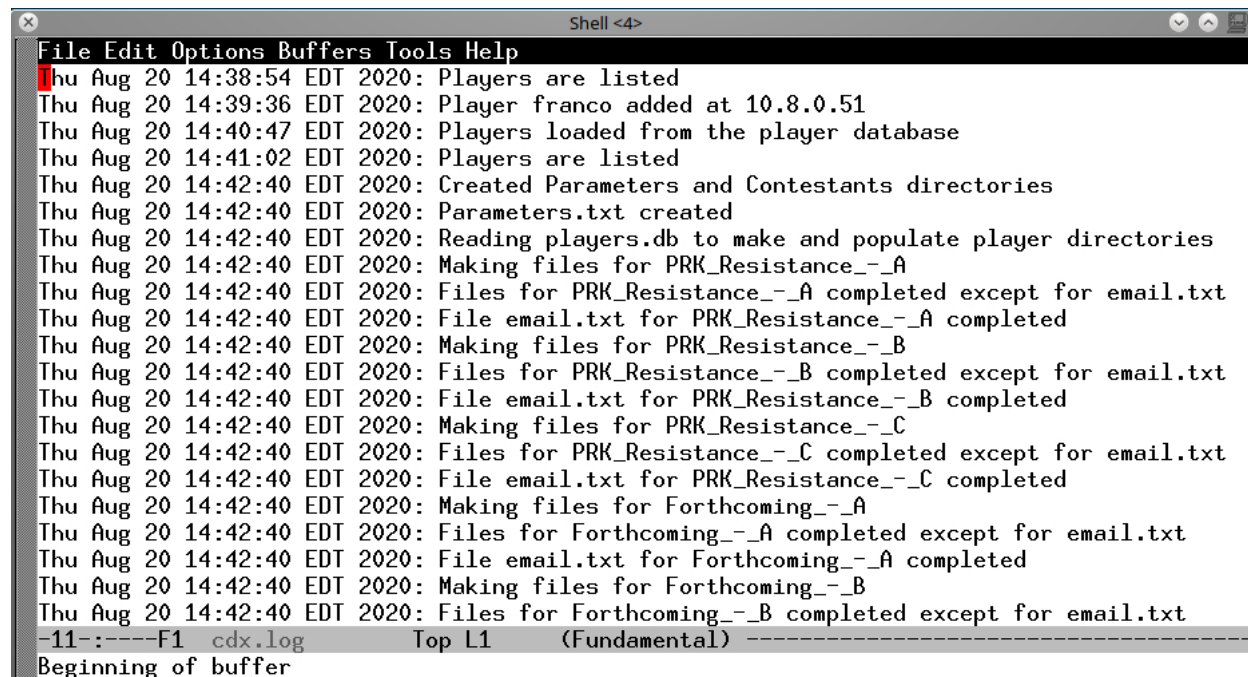 Shell <4>
File Edit Options Buffers Tools Help
Thu Aug 20 14:38:54 EDT 2020: Players are listed
Thu Aug 20 14:39:36 EDT 2020: Player franco added at 10.8.0.51
Thu Aug 20 14:40:47 EDT 2020: Players loaded from the player database
Thu Aug 20 14:41:02 EDT 2020: Players are listed
Thu Aug 20 14:42:40 EDT 2020: Created Parameters and Contestants directories
Thu Aug 20 14:42:40 EDT 2020: Parameters.txt created
Thu Aug 20 14:42:40 EDT 2020: Reading players.db to make and populate player directories
Thu Aug 20 14:42:40 EDT 2020: Making files for PRK_Resistance_-_A
Thu Aug 20 14:42:40 EDT 2020: Files for PRK_Resistance_-_A completed except for email.txt
Thu Aug 20 14:42:40 EDT 2020: File email.txt for PRK_Resistance_-_A completed
Thu Aug 20 14:42:40 EDT 2020: Making files for PRK_Resistance_-_B
Thu Aug 20 14:42:40 EDT 2020: Files for PRK_Resistance_-_B completed except for email.txt
Thu Aug 20 14:42:40 EDT 2020: File email.txt for PRK_Resistance_-_B completed
Thu Aug 20 14:42:40 EDT 2020: Making files for PRK_Resistance_-_C
Thu Aug 20 14:42:40 EDT 2020: Files for PRK_Resistance_-_C completed except for email.txt
Thu Aug 20 14:42:40 EDT 2020: File email.txt for PRK_Resistance_-_C completed
Thu Aug 20 14:42:40 EDT 2020: Making files for Forthcoming_-_A
Thu Aug 20 14:42:40 EDT 2020: Files for Forthcoming_-_A completed except for email.txt
Thu Aug 20 14:42:40 EDT 2020: File email.txt for Forthcoming_-_A completed
Thu Aug 20 14:42:40 EDT 2020: Making files for Forthcoming_-_B
Thu Aug 20 14:42:40 EDT 2020: Files for Forthcoming_-_B completed except for email.txt
-11-:----F1  cdx.log        Top L1     (Fundamental) --------------------------------
Beginning of buffer